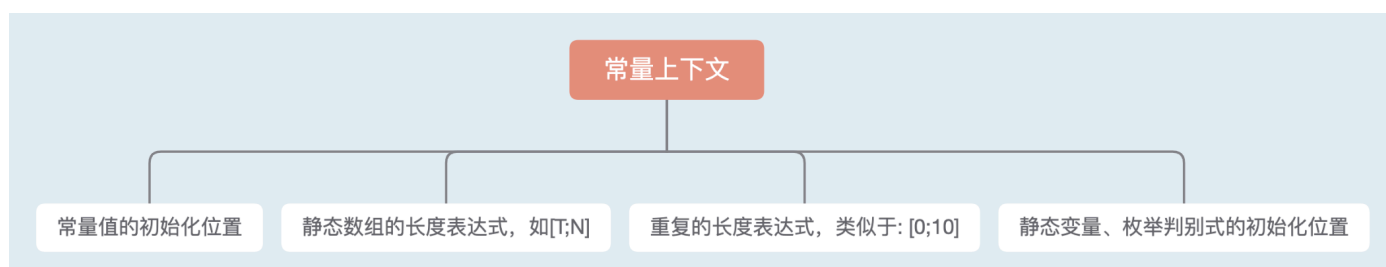 常量上下文
常量值的初始化位置
静态数组的长度表达式，如[T;N]
重复的长度表达式，类似于: [0;10]
静态变量、枚举判别式的初始化位置